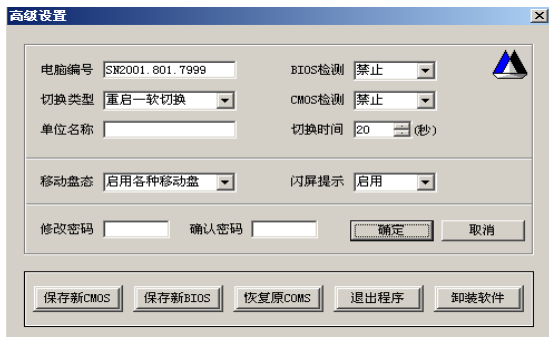 高级设置
电脑编号 SN2001.801.7999 BIOS检测 禁止
切换类型 重启一软切换 CMOS检测 禁止
单位名称 切换时间 20 (秒)
移动盘态 启用各种移动盘 闪屏提示 启用
修改密码 确认密码 确定 取消
保存新CMOS 保存新BIOS 恢复原COMS 退出程序 卸装软件